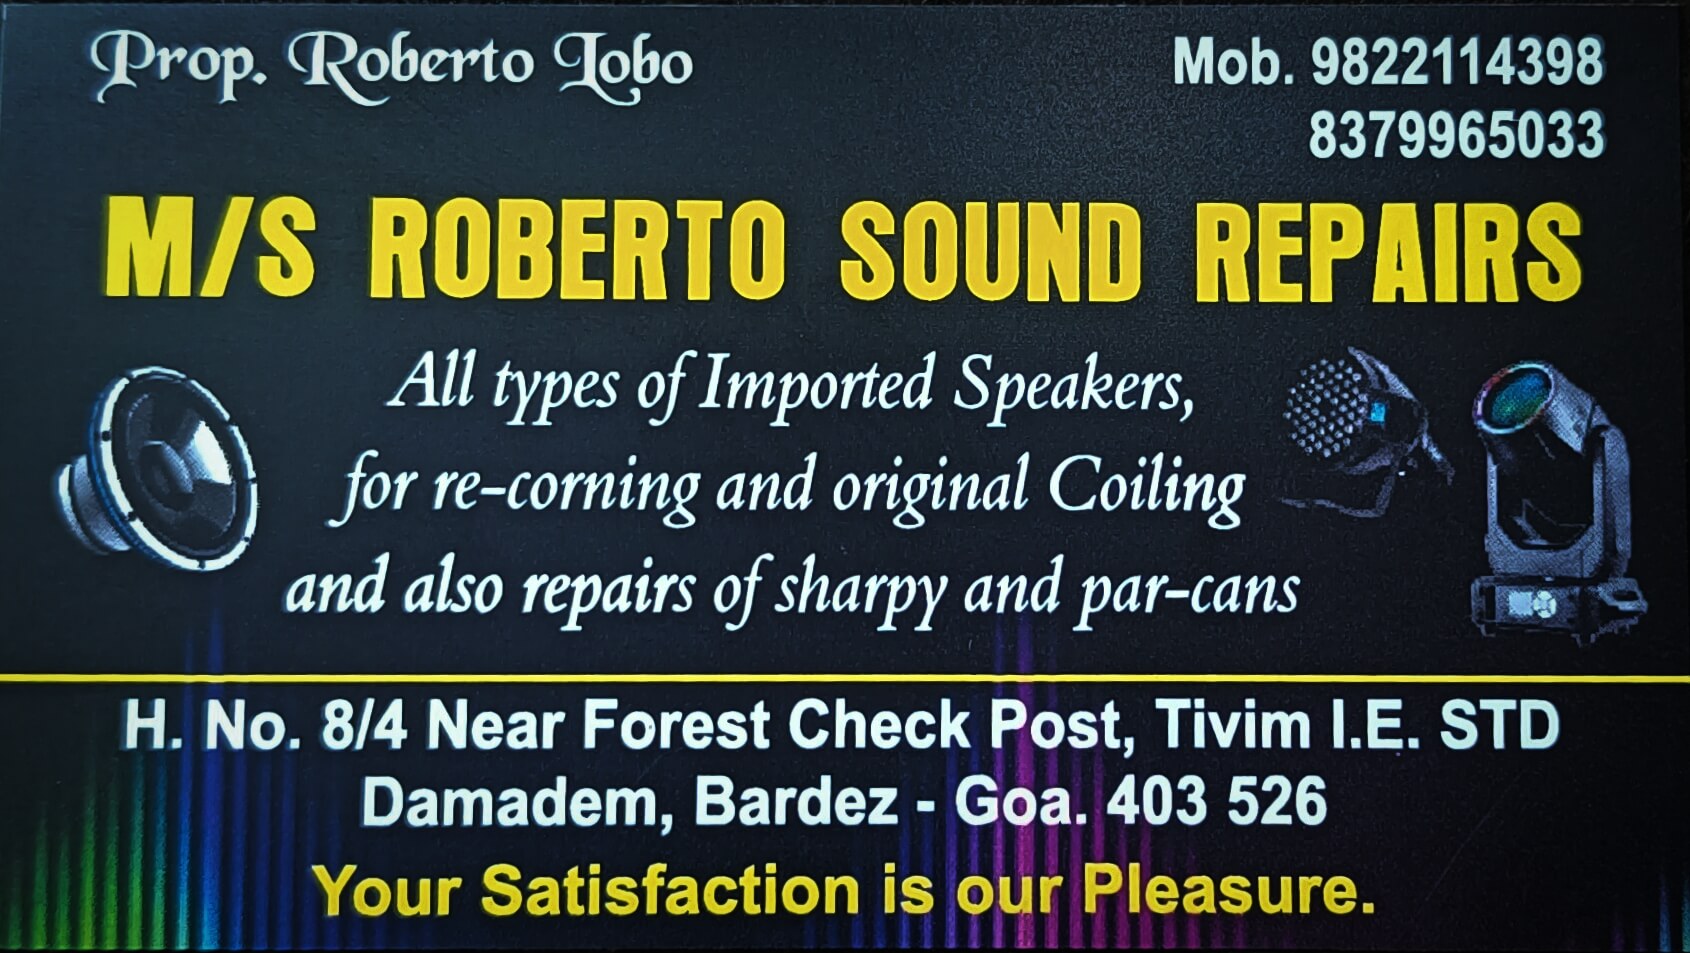 Prop. Roberto Lobo
Mob. 9822114398
8379965033
M/S ROBERTO SOUND REPAIRS
All types of Imported Speakers,
for re-corning and original Coiling
and also repairs of sharpy and par-cans
H. No. 8/4 Near Forest Check Post, Tivim I.E. STD
Damadem, Bardez - Goa. 403 526
Your Satisfaction is our Pleasure.